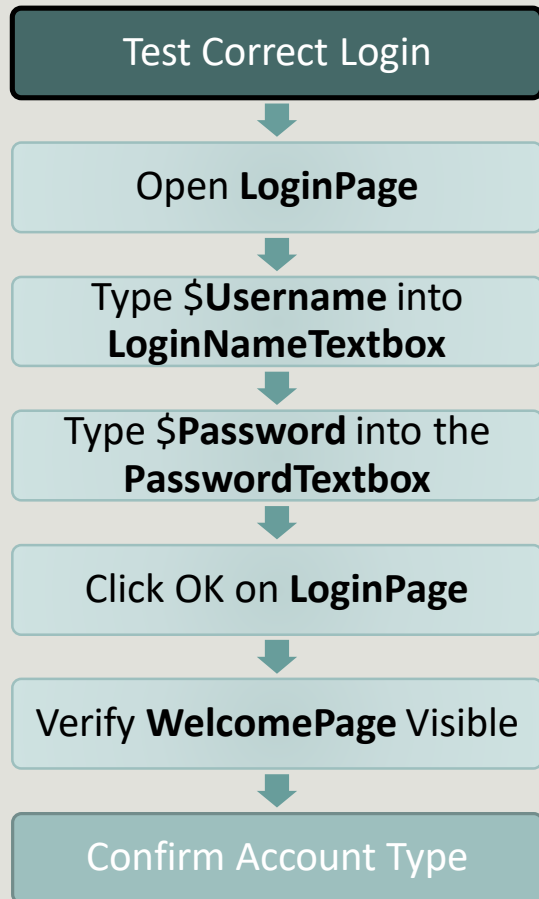 Test Correct Login
Open LoginPage
Type $Username into
LoginNameTextbox
Type $Password into the
PasswordTextbox
Click OK on LoginPage
Verify WelcomePage Visible
Confirm Account Type